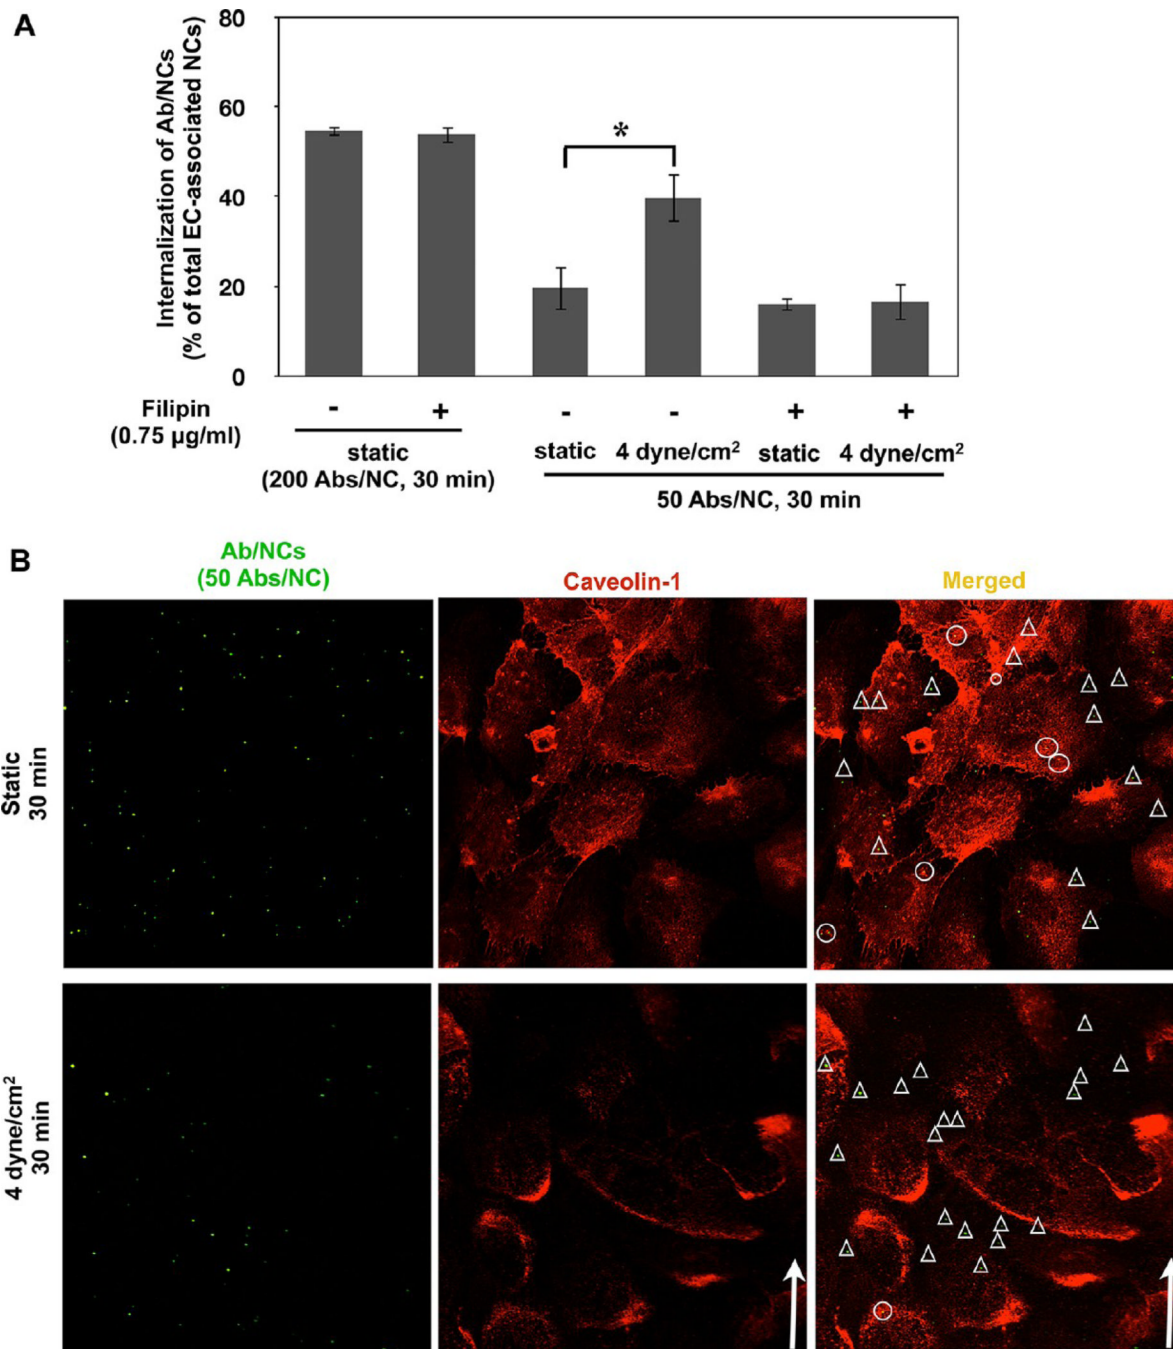 A
Internalization of Ab/NCs
(% of total EC-associated NCs)
80
60
40
20
0
*
Filipin
(0.75 µg/ml)
- + - - + +
static 4 dyne/cm² static 4 dyne/cm²
static
(200 Abs/NC, 30 min)
50 Abs/NC, 30 min
B
Ab/NCs
(50 Abs/NC)
Caveolin-1
Merged
Static
30 min
4 dyne/cm²
30 min